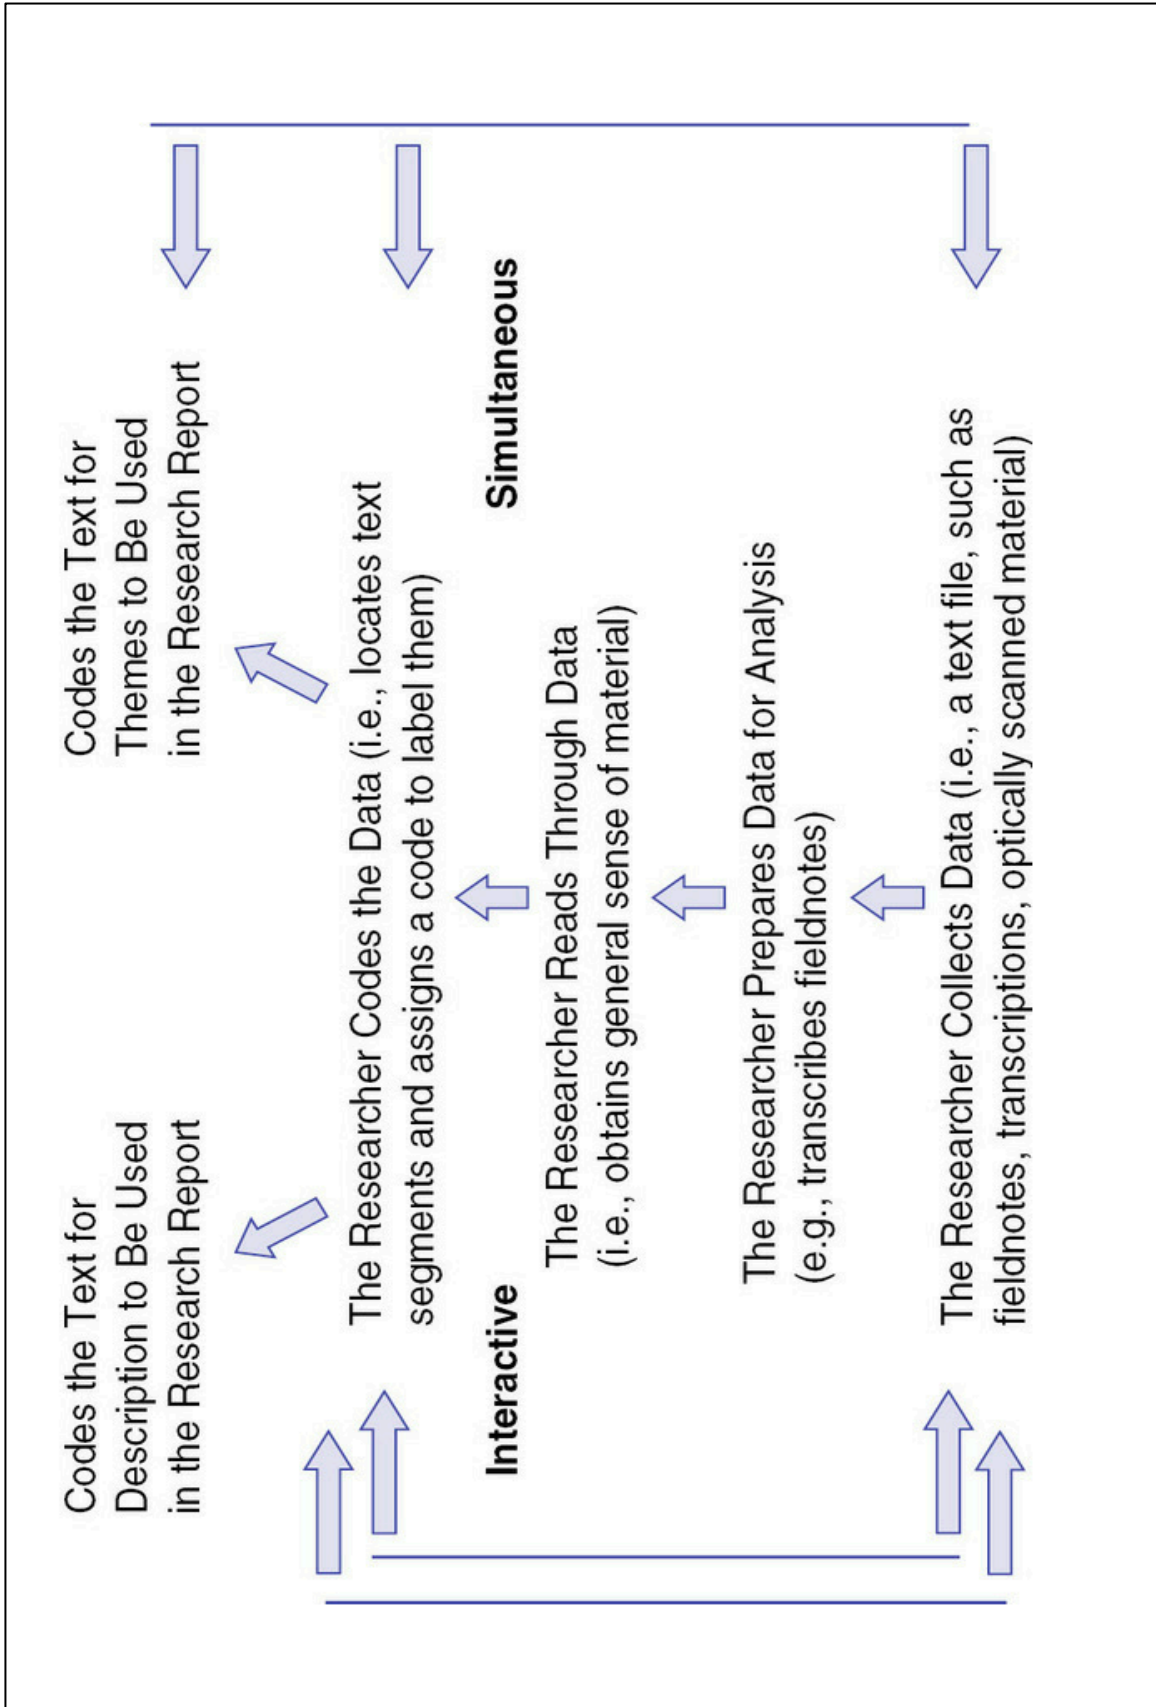 Codes the Text for
Description to Be Used
in the Research Report
Codes the Text for
Themes to Be Used
in the Research Report
The Researcher Codes the Data (i.e., locates text
segments and assigns a code to label them)
Interactive
Simultaneous
The Researcher Reads Through Data
(i.e., obtains general sense of material)
The Researcher Prepares Data for Analysis
(e.g., transcribes fieldnotes)
The Researcher Collects Data (i.e., a text file, such as
fieldnotes, transcriptions, optically scanned material)